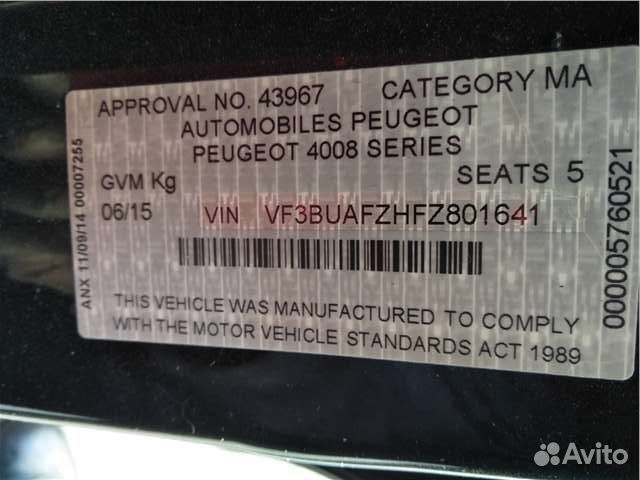 APPROVAL NO. 43967 CATEGORY MA
AUTOMOBILES PEUGEOT
PEUGEOT 4008 SERIES
GVM Kg SEATS 5
06/15 VIN VF3BUAFZHFZ801641
THIS VEHICLE WAS MANUFACTURED TO COMPLY
WITH THE MOTOR VEHICLE STANDARDS ACT 1989
ANX 11/09/14 00007255
000005760521
Avito